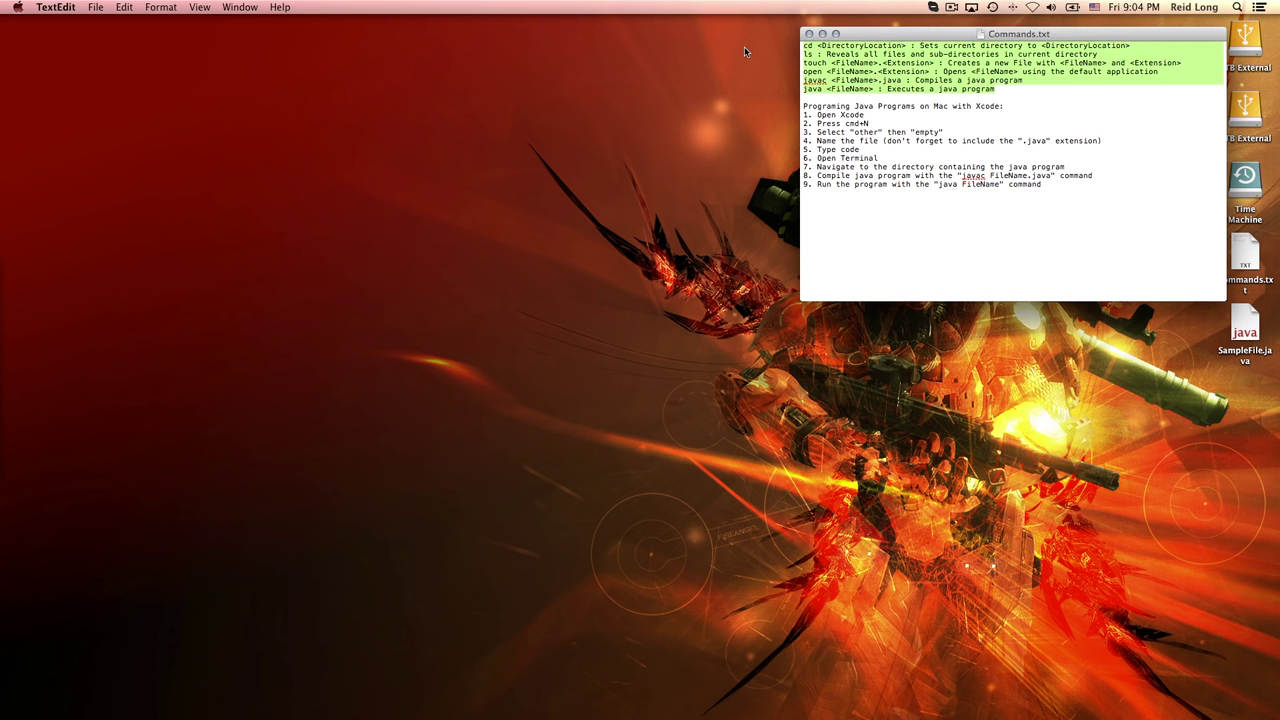 TextEdit File Edit Format View Window Help Fri 9:04 PM Reid Long
Commands.txt
cd <DirectoryLocation> : Sets current directory to <DirectoryLocation>
ls : Reveals all files and sub-directories in current directory
touch <FileName>.<Extension> : Creates a new File with <FileName> and <Extension>
open <FileName>.<Extension> : Opens <FileName> using the default application
javac <FileName>.java : Compiles a java program
java <FileName> : Executes a java program
Programing Java Programs on Mac with Xcode:
1. Open Xcode
2. Press cmd+N
3. Select "other" then "empty"
4. Name the file (don't forget to include the ".java" extension)
5. Type code
6. Open Terminal
7. Navigate to the directory containing the java program
8. Compile java program with the "javac FileName.java" command
9. Run the program with the "java FileName" command
TB External
TB External
Time
Machine
TXT
ommands.tx
t
java
SampleFile.ja
va